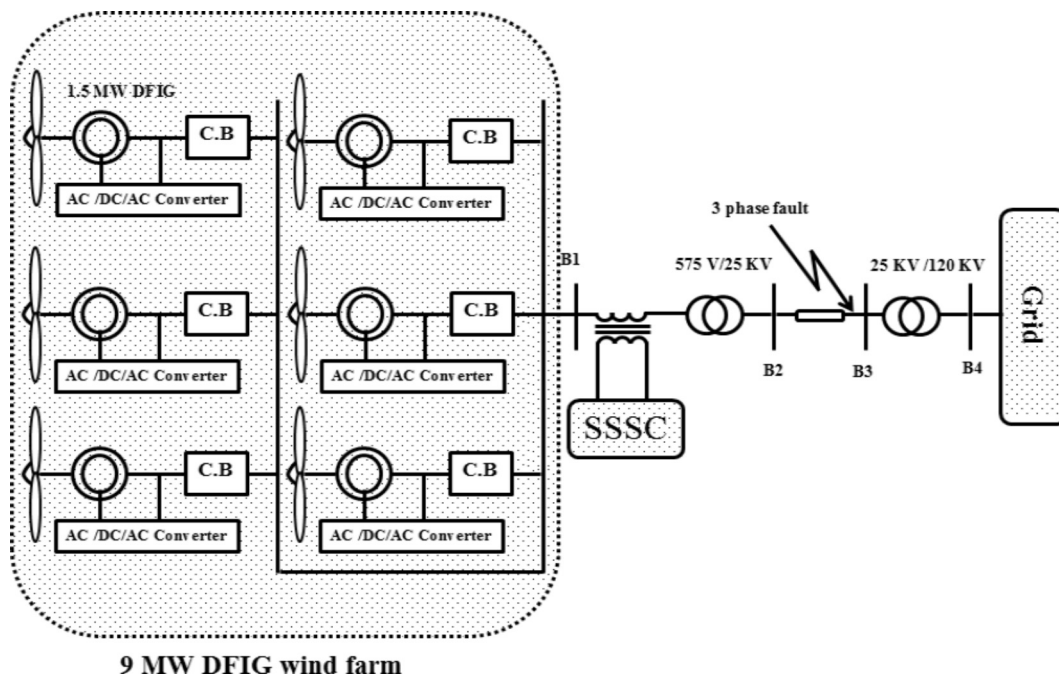 1.5 MW DFIG
C.B
C.B
AC /DC/AC Converter
AC /DC/AC Converter
C.B
C.B
AC /DC/AC Converter
AC /DC/AC Converter
C.B
C.B
AC /DC/AC Converter
AC /DC/AC Converter
9 MW DFIG wind farm
B1
SSSC
575 V/25 KV
B2
3 phase fault
B3
25 KV /120 KV
B4
Grid